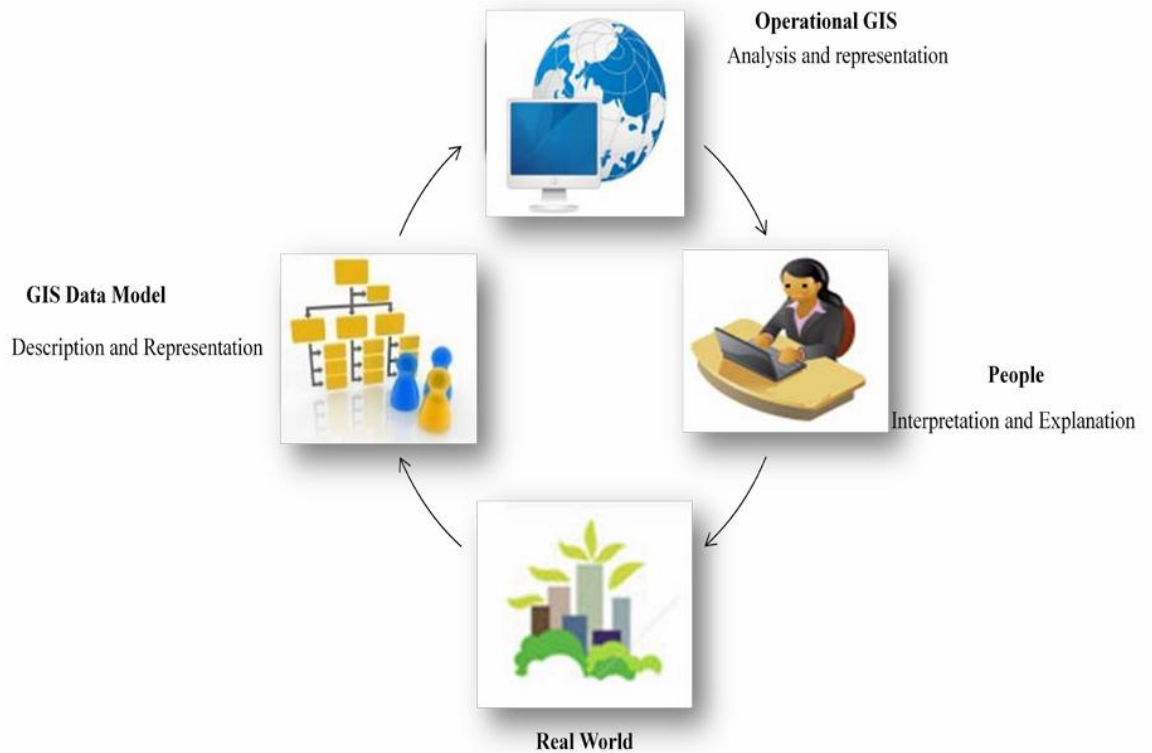 Operational GIS
Analysis and representation
GIS Data Model
Description and Representation
People
Interpretation and Explanation
Real World